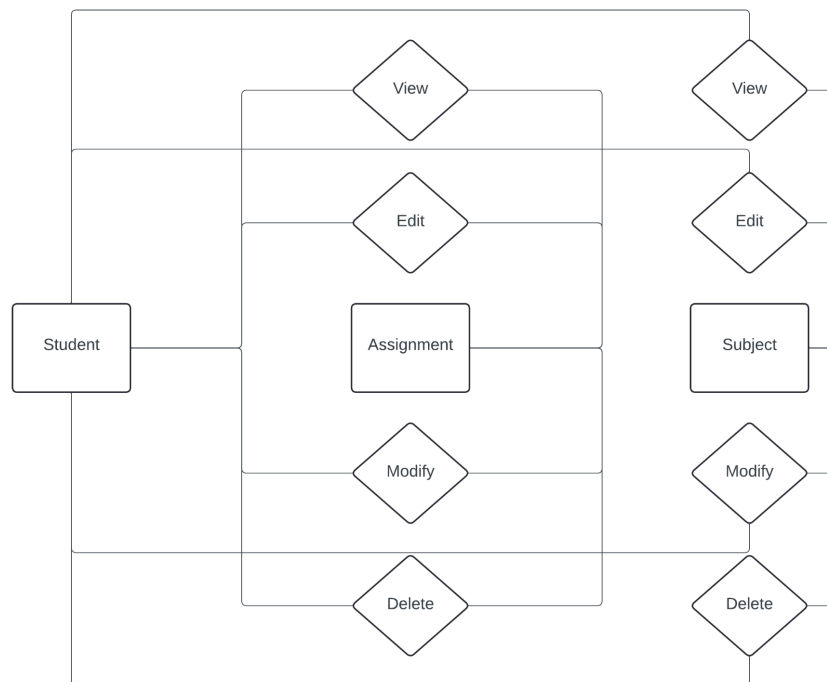 View
View
Edit
Edit
Student
Assignment
Subject
Modify
Modify
Delete
Delete